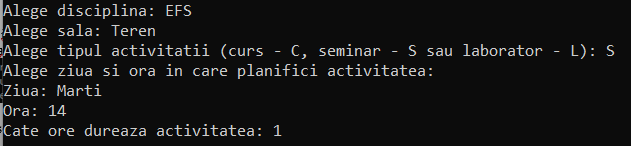 Alege disciplina: EFS
Alege sala: Teren
Alege tipul activitatii (curs - C, seminar - S sau laborator - L): S
Alege ziua si ora in care planifici activitatea:
Ziua: Marti
Ora: 14
Cate ore dureaza activitatea: 1